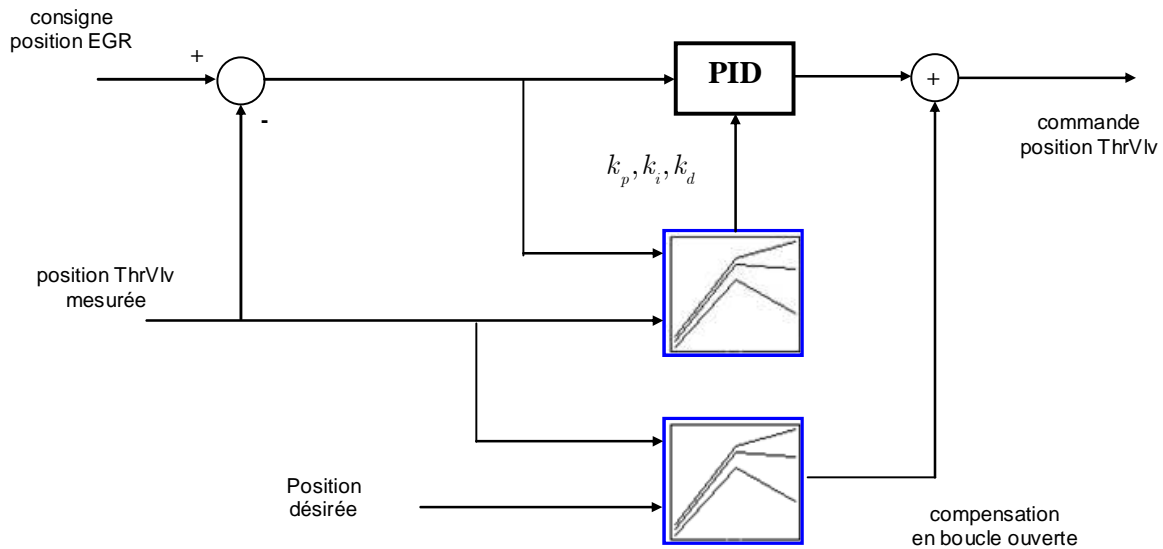 consigne
position EGR
+
-
PID
+
commande
position ThrVlv
k_p, k_i, k_d
position ThrVlv
mesurée
Position
désirée
compensation
en boucle ouverte